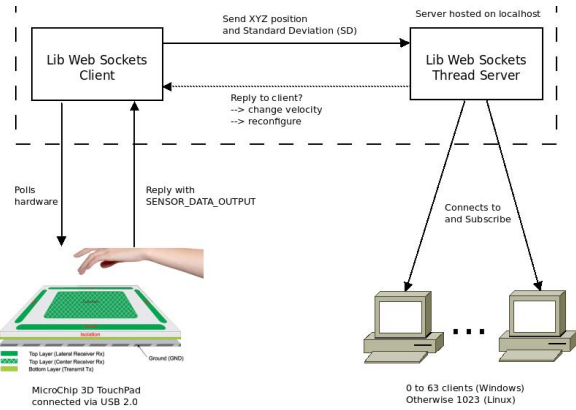 Send XYZ position
and Standard Deviation (SD)
Server hosted on localhost
Lib Web Sockets
Client
Lib Web Sockets
Thread Server
Reply to client?
--> change velocity
--> reconfigure
Polls
hardware
Reply with
SENSOR_DATA_OUTPUT
Connects to
and Subscribe
Isolation
Top Layer (Lateral Receiver Rx)
Top Layer (Center Receiver Rx)
Bottom Layer (Transmit Tx)
Ground (GND)
MicroChip 3D TouchPad
connected via USB 2.0
0 to 63 clients (Windows)
Otherwise 1023 (Linux)